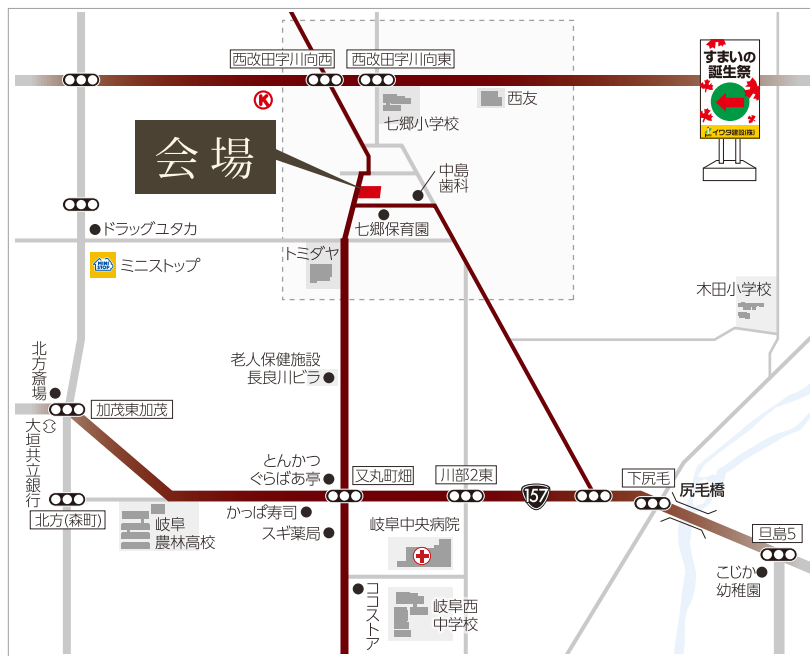 西改田字川向西
西改田字川向東
すまいの
誕生祭
イワタ建設(株)
K
西友
七郷小学校
会場
中島
歯科
七郷保育園
ドラッグユタカ
MINI
STOP
ミニストップ
トミダヤ
木田小学校
北方斎場
老人保健施設
長良川ビラ
加茂東加茂
大垣共立銀行
とんかつ
ぐらばあ亭
又丸町畑
川部2東
157
下尻毛
尻毛橋
北方(森町)
岐阜
農林高校
かっぱ寿司
スギ薬局
岐阜中央病院
旦島5
こじか
幼稚園
ココストア
岐阜西
中学校